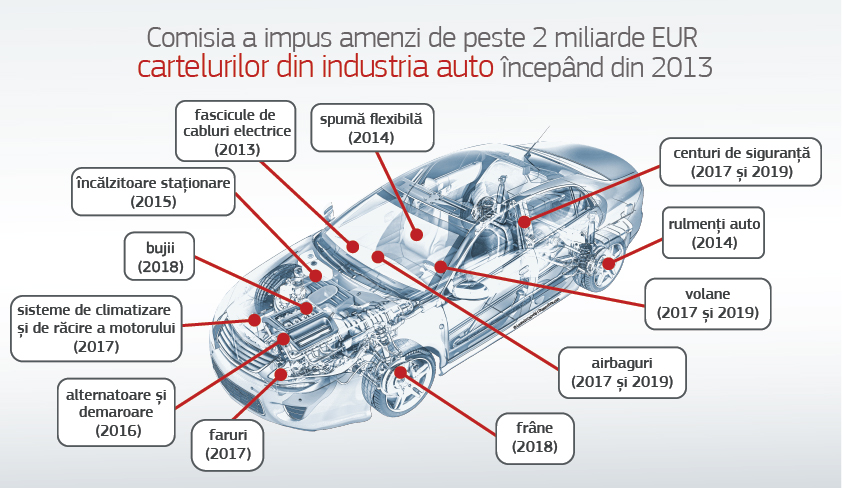 Comisia a impus amenzi de peste 2 miliarde EUR
cartelurilor din industria auto începând din 2013
fascicule de
cabluri electrice
(2013)
spumă flexibilă
(2014)
centuri de siguranță
(2017 și 2019)
încălzitoare staționare
(2015)
rulmenți auto
(2014)
bujii
(2018)
volane
(2017 și 2019)
sisteme de climatizare
și de răcire a motorului
(2017)
airbaguri
(2017 și 2019)
alternatoare și
demaroare
(2016)
faruri
(2017)
frâne
(2018)